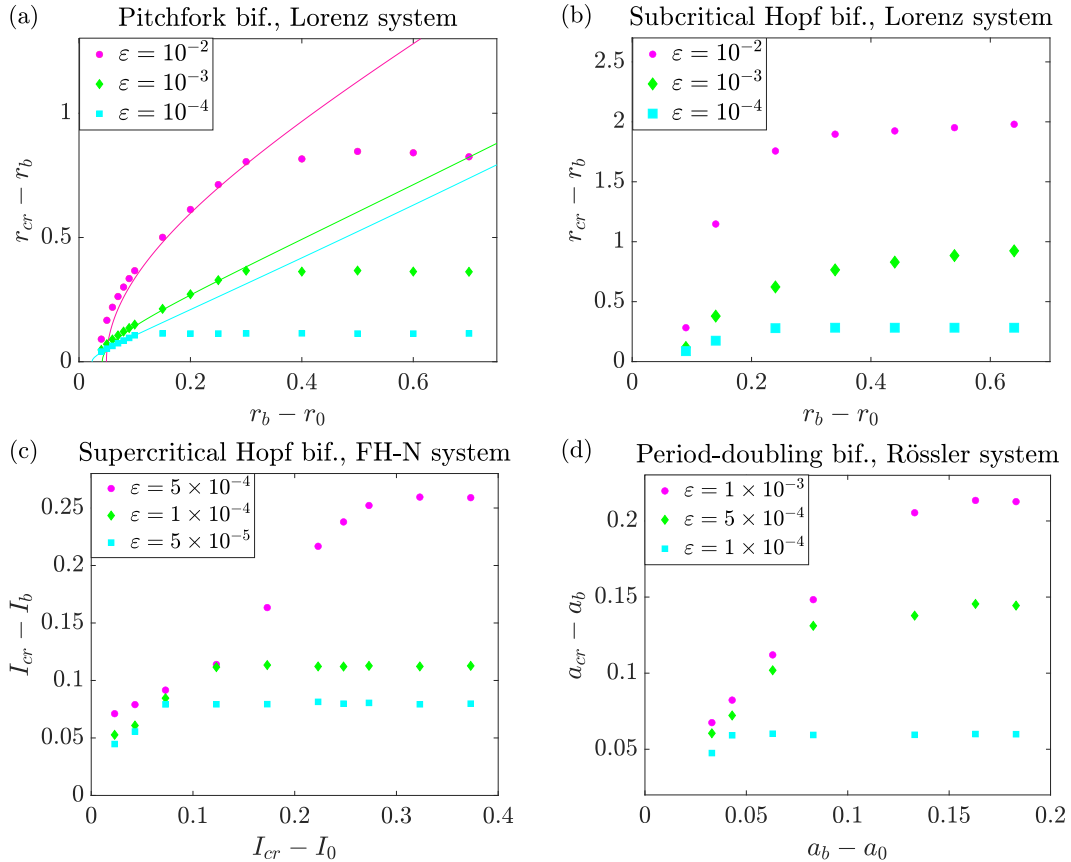 (a) Pitchfork bif., Lorenz system
ε = 10⁻²
ε = 10⁻³
ε = 10⁻⁴
1
0.5
0
r_cr − r_b
0 0.2 0.4 0.6
r_b − r_0
(b) Subcritical Hopf bif., Lorenz system
ε = 10⁻²
ε = 10⁻³
ε = 10⁻⁴
2.5
2
1.5
1
0.5
0
r_cr − r_b
0 0.2 0.4 0.6
r_b − r_0
(c) Supercritical Hopf bif., FH-N system
ε = 5 × 10⁻⁴
ε = 1 × 10⁻⁴
ε = 5 × 10⁻⁵
0.25
0.2
0.15
0.1
0.05
0
I_cr − I_b
0 0.1 0.2 0.3 0.4
I_cr − I_0
(d) Period-doubling bif., Rössler system
ε = 1 × 10⁻³
ε = 5 × 10⁻⁴
ε = 1 × 10⁻⁴
0.2
0.15
0.1
0.05
a_cr − a_b
0 0.05 0.1 0.15 0.2
a_b − a_0